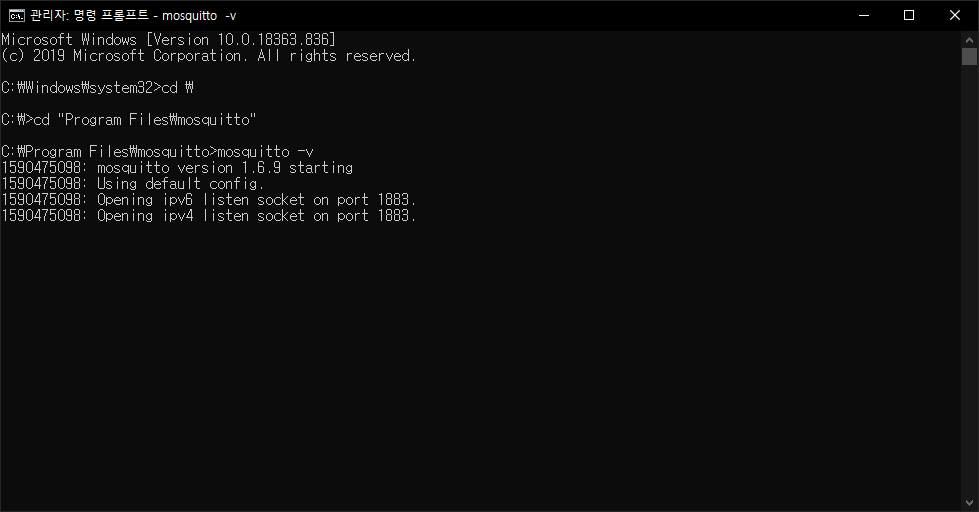 관리자: 명령 프롬프트 - mosquitto -v
Microsoft Windows [Version 10.0.18363.836]
(c) 2019 Microsoft Corporation. All rights reserved.
C:₩Windows₩system32>cd ₩
C:₩>cd "Program Files₩mosquitto"
C:₩Program Files₩mosquitto>mosquitto -v
1590475098: mosquitto version 1.6.9 starting
1590475098: Using default config.
1590475098: Opening ipv6 listen socket on port 1883.
1590475098: Opening ipv4 listen socket on port 1883.